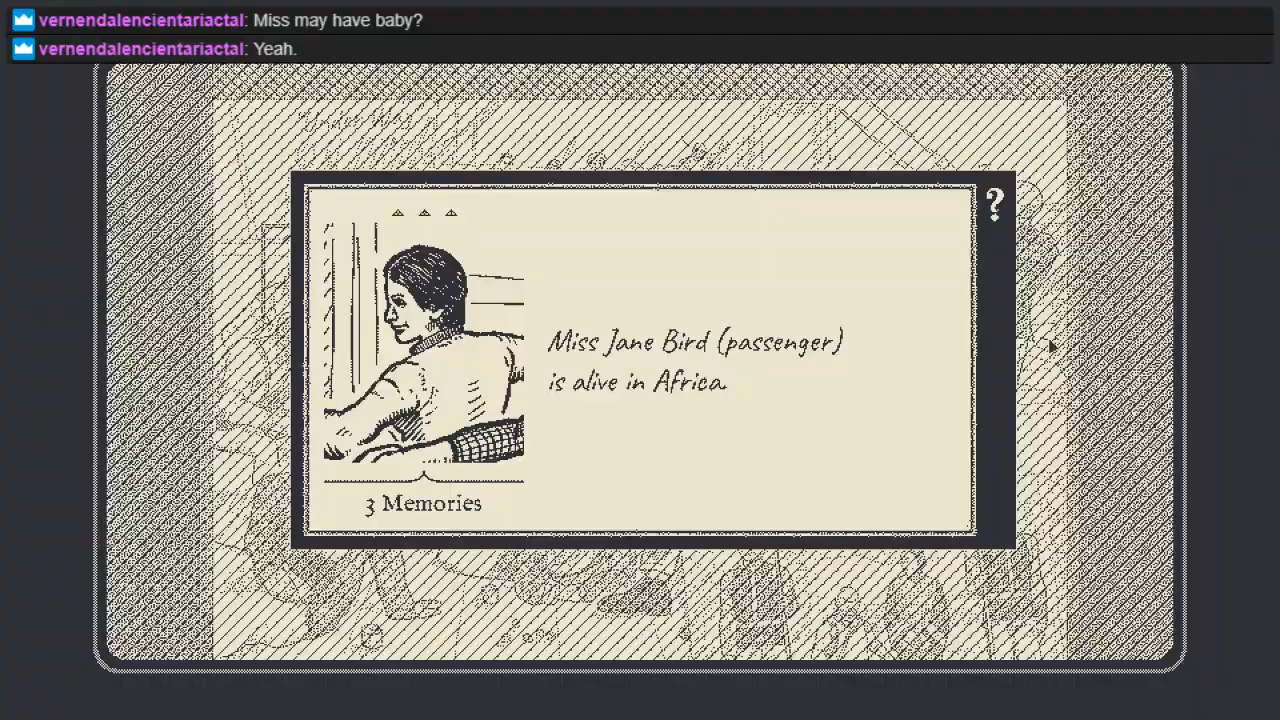 vernendalencientariactal: Miss may have baby?
vernendalencientariactal: Yeah.
?
Miss Jane Bird (passenger)
is alive in Africa.
3 Memories